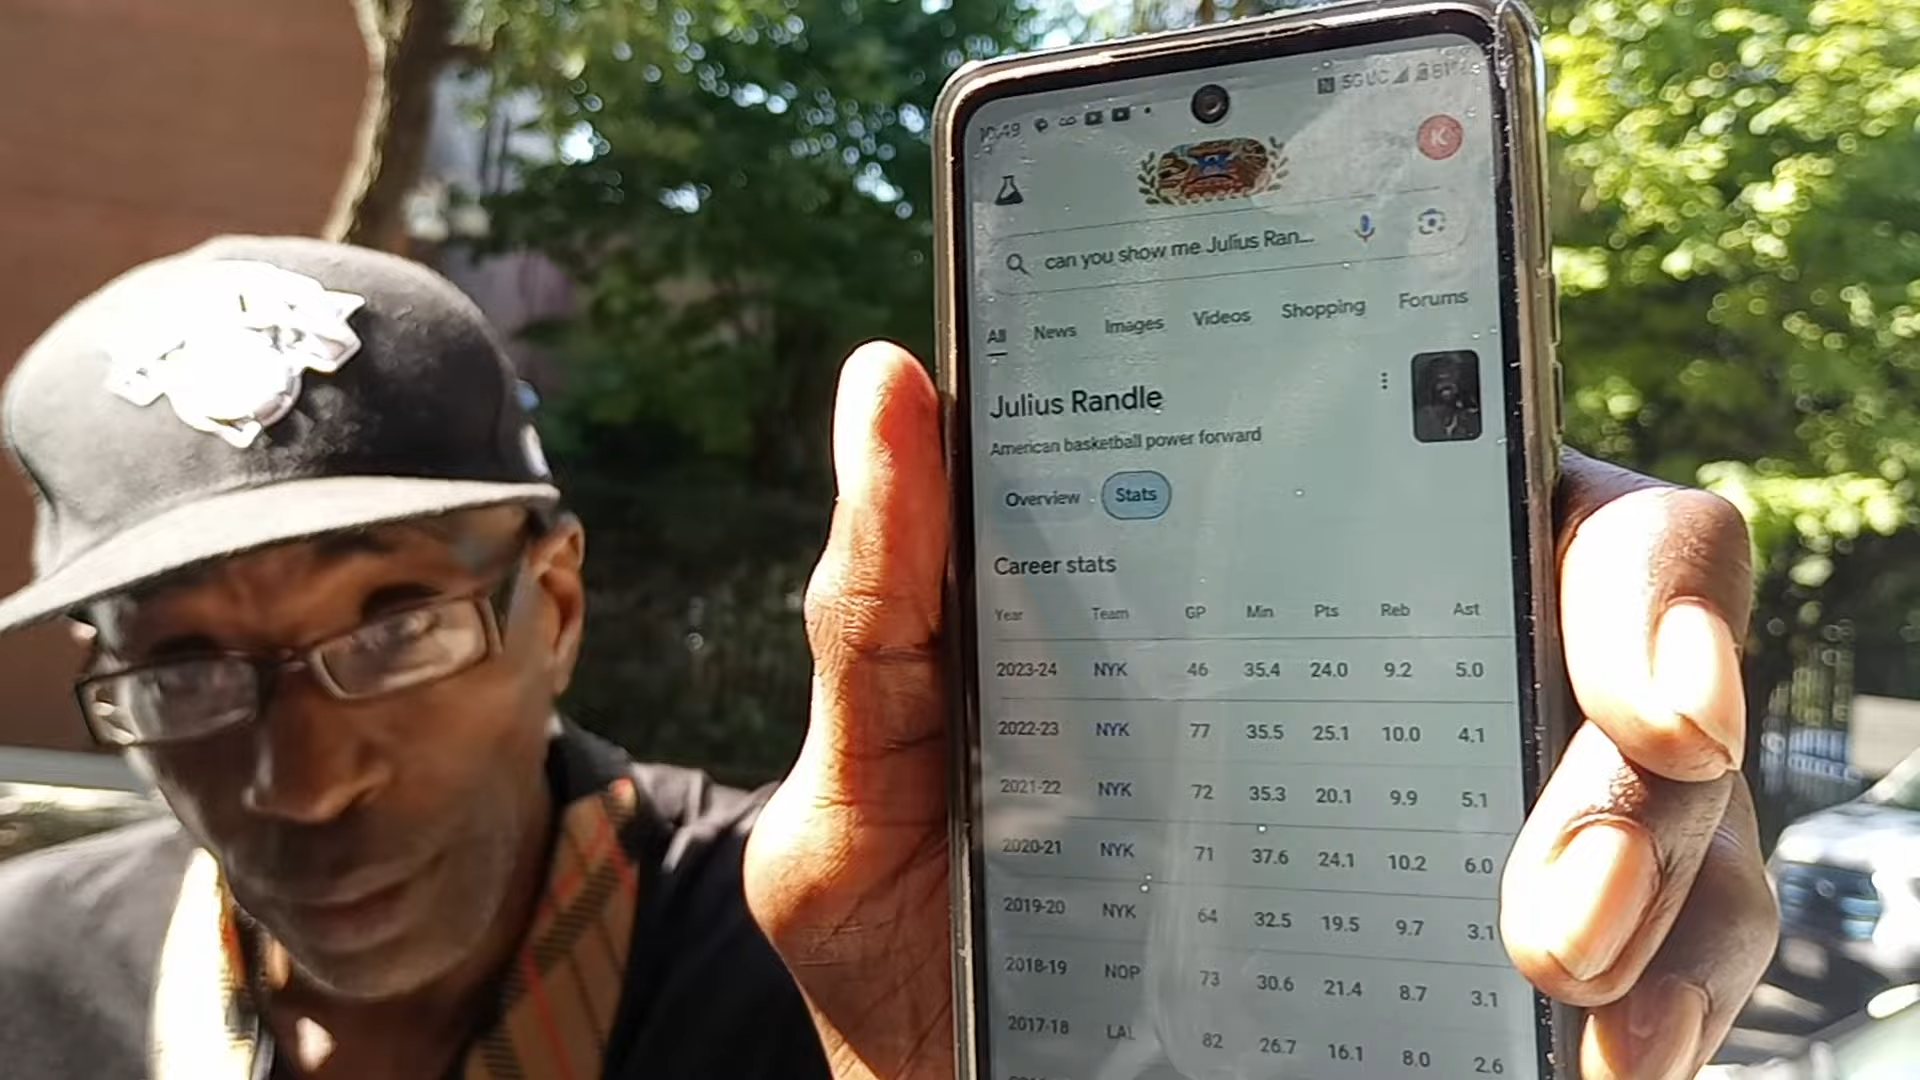 10:49 5G UC 81%
K
can you show me Julius Ran...
All News Images Videos Shopping Forums
Julius Randle
American basketball power forward
Overview Stats
Career stats
Year Team GP Min Pts Reb Ast
2023-24 NYK 46 35.4 24.0 9.2 5.0
2022-23 NYK 77 35.5 25.1 10.0 4.1
2021-22 NYK 72 35.3 20.1 9.9 5.1
2020-21 NYK 71 37.6 24.1 10.2 6.0
2019-20 NYK 64 32.5 19.5 9.7 3.1
2018-19 NOP 73 30.6 21.4 8.7 3.1
2017-18 LAL 82 26.7 16.1 8.0 2.6